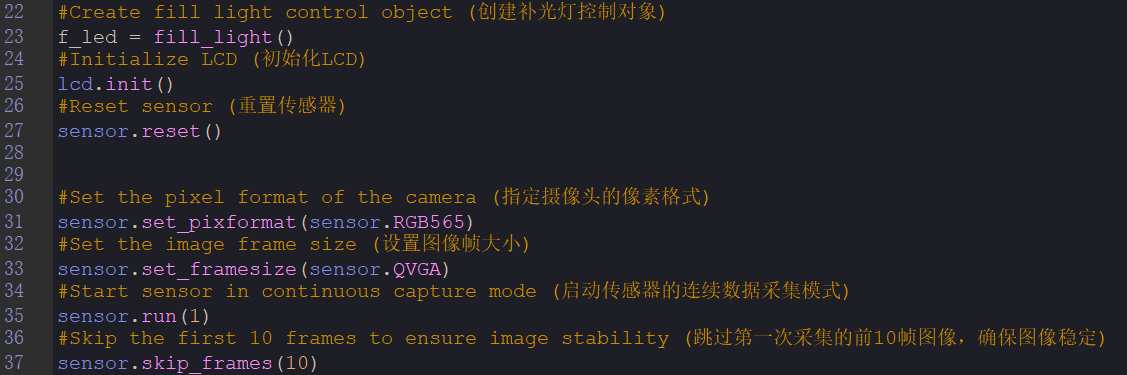 22 #Create fill light control object (创建补光灯控制对象)
23 f_led = fill_light()
24 #Initialize LCD (初始化LCD)
25 lcd.init()
26 #Reset sensor (重置传感器)
27 sensor.reset()
28
29
30 #Set the pixel format of the camera (指定摄像头的像素格式)
31 sensor.set_pixformat(sensor.RGB565)
32 #Set the image frame size (设置图像帧大小)
33 sensor.set_framesize(sensor.QVGA)
34 #Start sensor in continuous capture mode (启动传感器的连续数据采集模式)
35 sensor.run(1)
36 #Skip the first 10 frames to ensure image stability (跳过第一次采集的前10帧图像，确保图像稳定)
37 sensor.skip_frames(10)